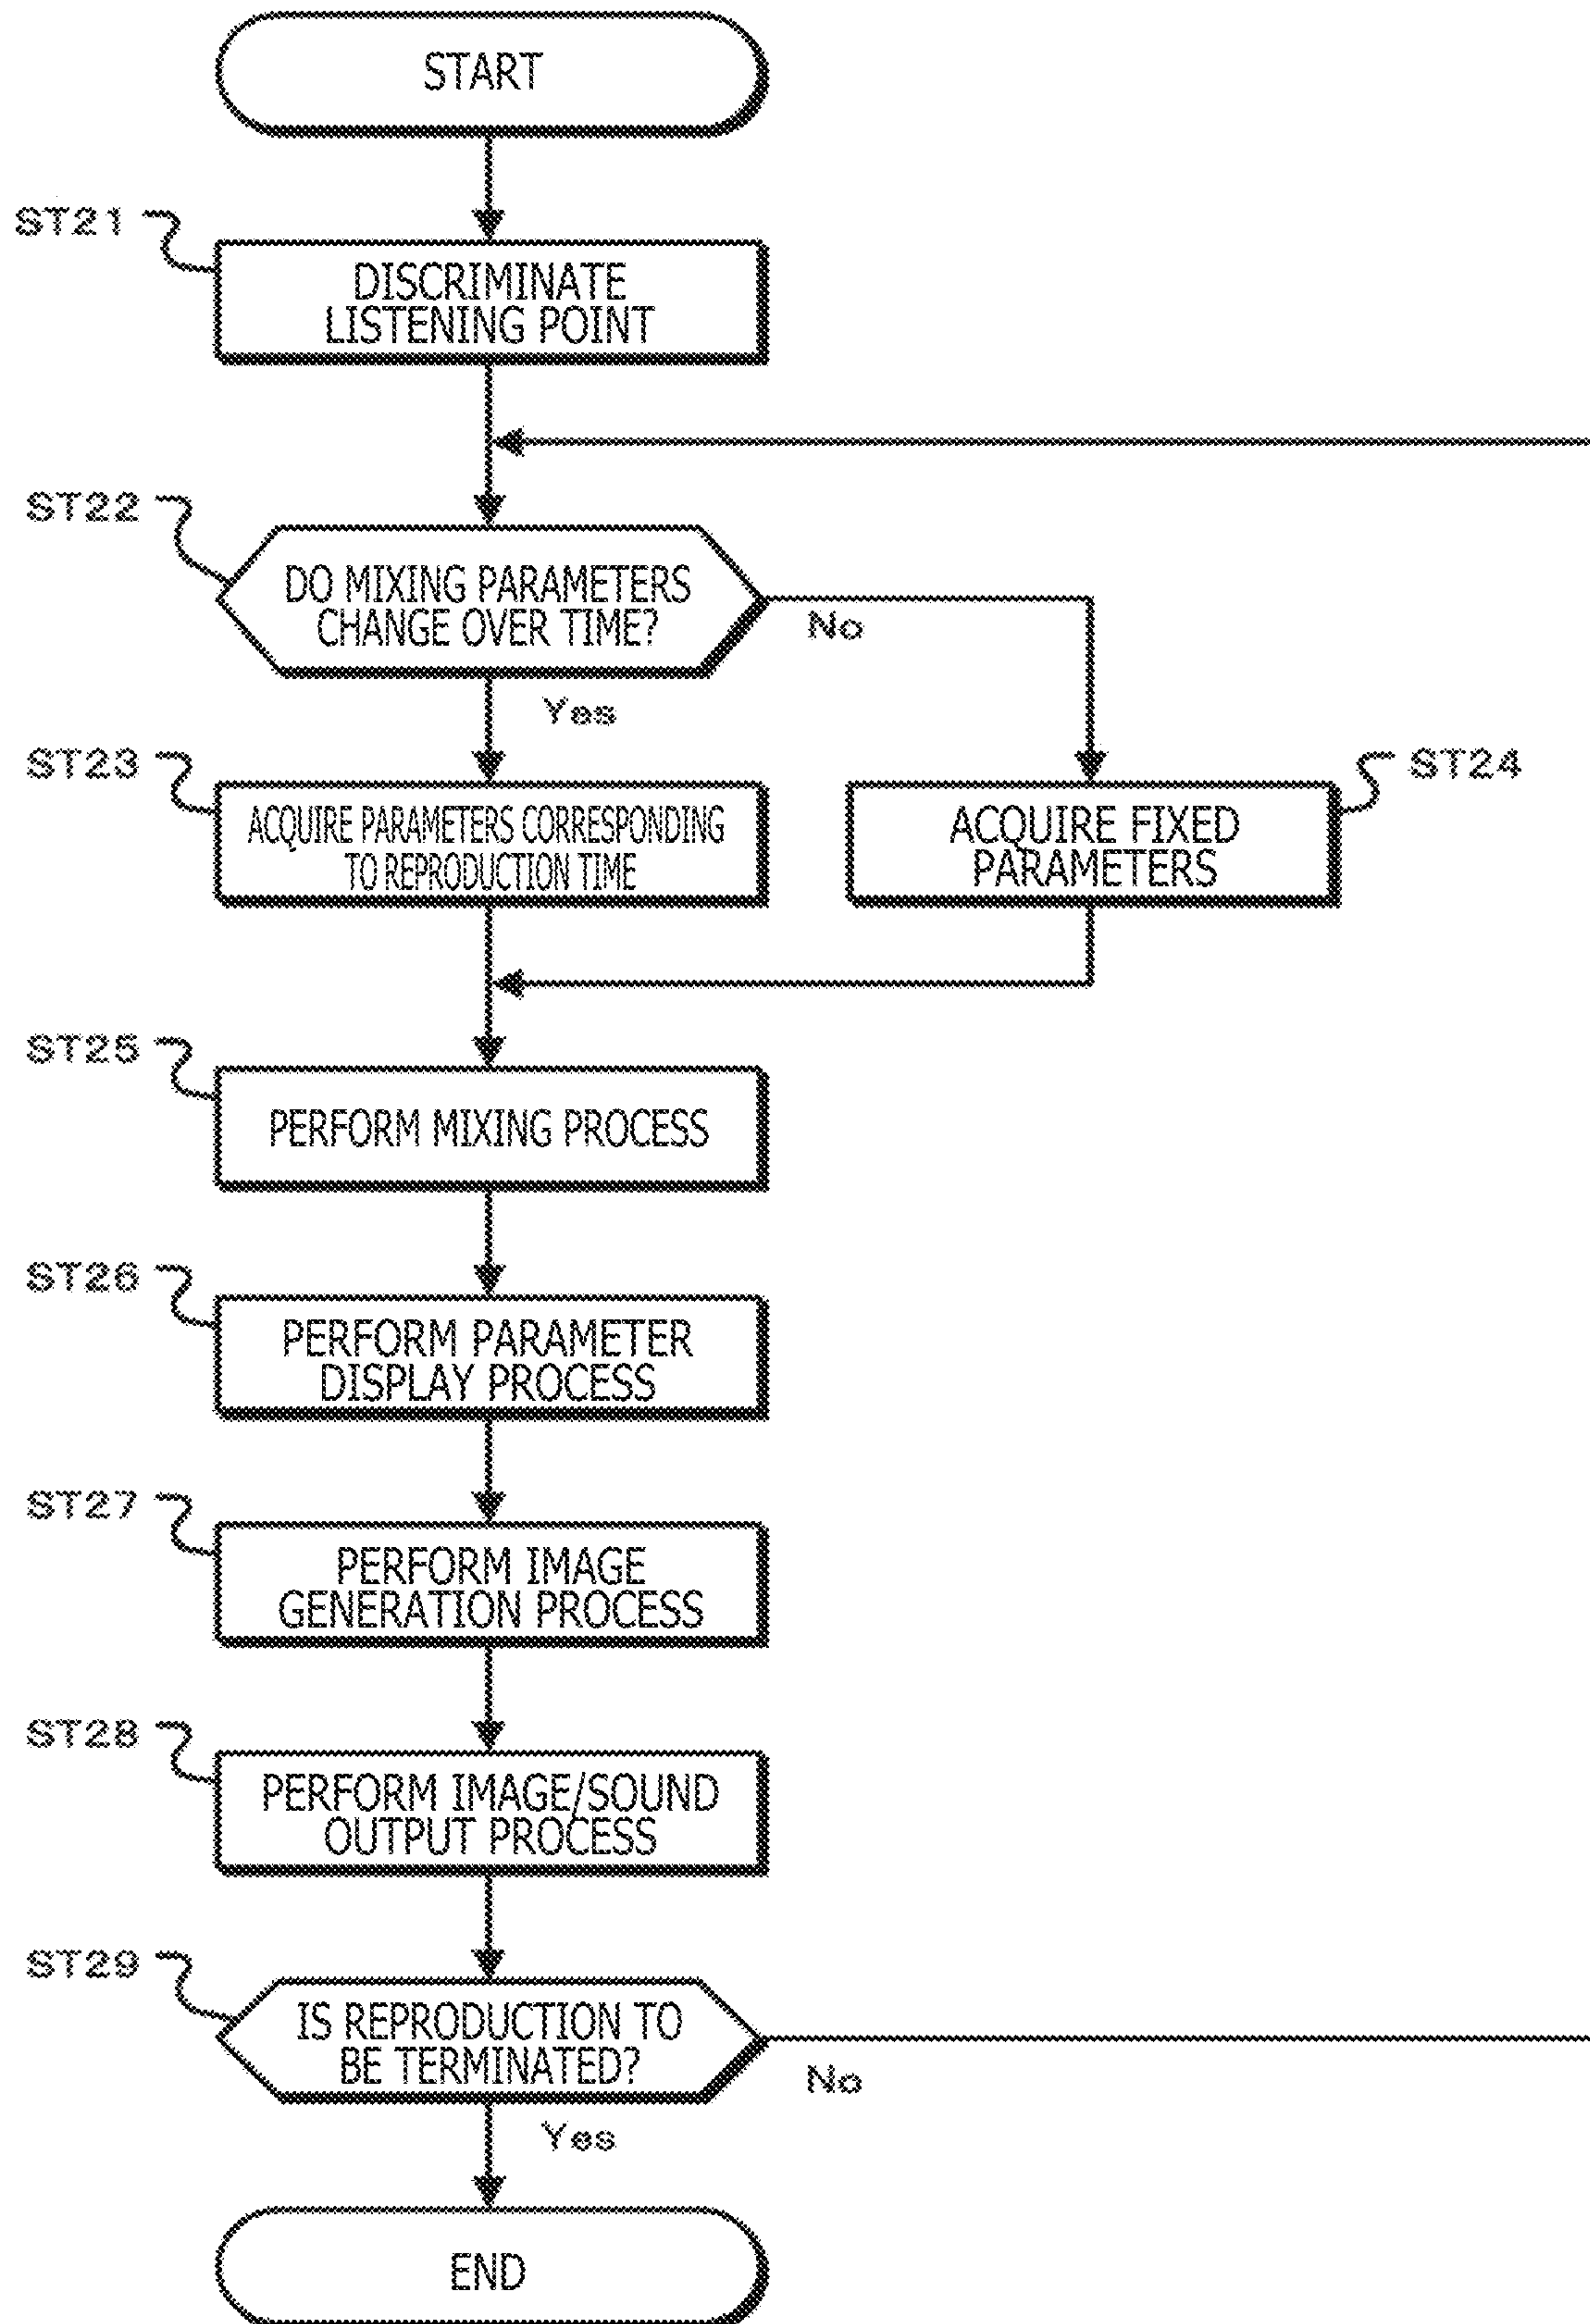 START
ST21
DISCRIMINATE
LISTENING POINT
ST22
DO MIXING PARAMETERS
CHANGE OVER TIME?
No
Yes
ST23
ACQUIRE PARAMETERS CORRESPONDING
TO REPRODUCTION TIME
ST24
ACQUIRE FIXED
PARAMETERS
ST25
PERFORM MIXING PROCESS
ST26
PERFORM PARAMETER
DISPLAY PROCESS
ST27
PERFORM IMAGE
GENERATION PROCESS
ST28
PERFORM IMAGE/SOUND
OUTPUT PROCESS
ST29
IS REPRODUCTION TO
BE TERMINATED?
No
Yes
END